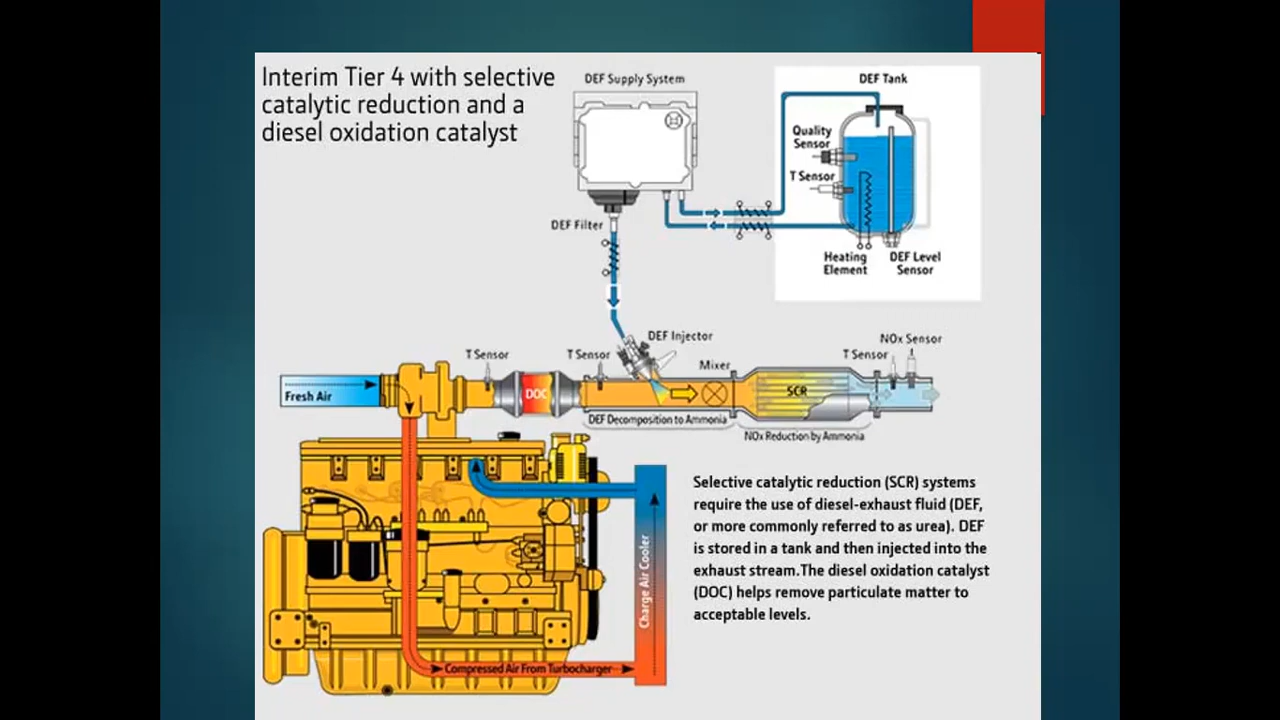 Interim Tier 4 with selective
catalytic reduction and a
diesel oxidation catalyst
DEF Supply System
DEF Tank
Quality
Sensor
T Sensor
DEF Filter
Heating
Element
DEF Level
Sensor
DEF Injector
NOx Sensor
T Sensor
T Sensor
T Sensor
Mixer
Fresh Air
DOC
SCR
DEF Decomposition to Ammonia
NOx Reduction by Ammonia
Charge Air Cooler
Compressed Air From Turbocharger
Selective catalytic reduction (SCR) systems
require the use of diesel-exhaust fluid (DEF,
or more commonly referred to as urea). DEF
is stored in a tank and then injected into the
exhaust stream.The diesel oxidation catalyst
(DOC) helps remove particulate matter to
acceptable levels.